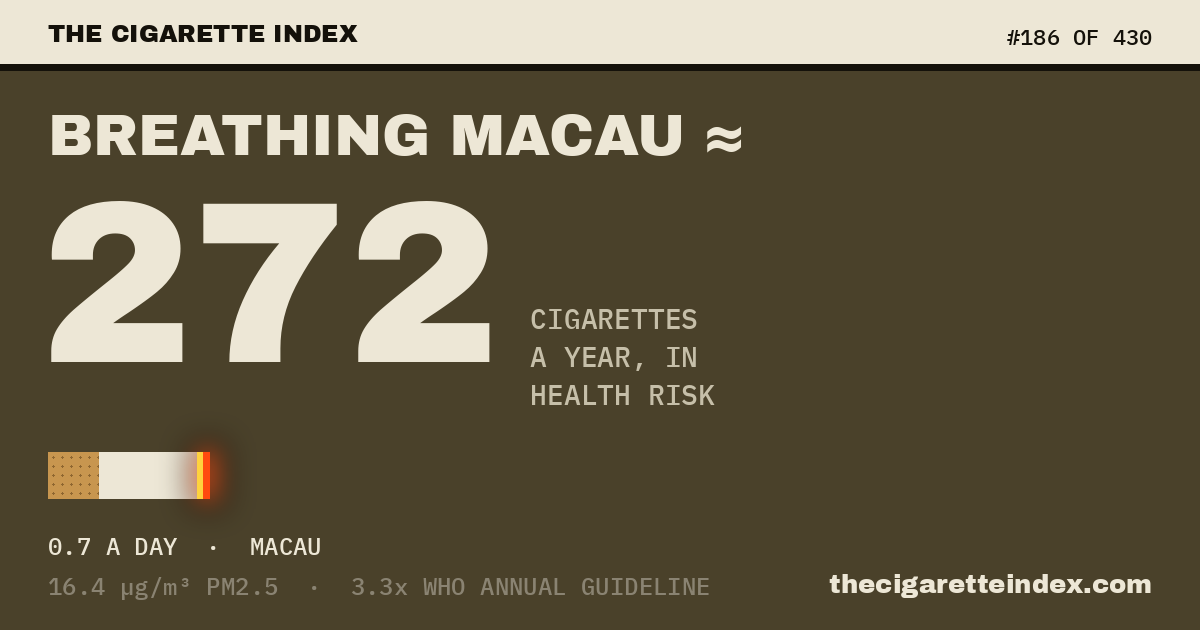 THE CIGARETTE INDEX
#186 OF 430
BREATHING MACAU ≈
272
CIGARETTES
A YEAR, IN
HEALTH RISK
0.7 A DAY · MACAU
16.4 µg/m³ PM2.5 · 3.3x WHO ANNUAL GUIDELINE
thecigaretteindex.com